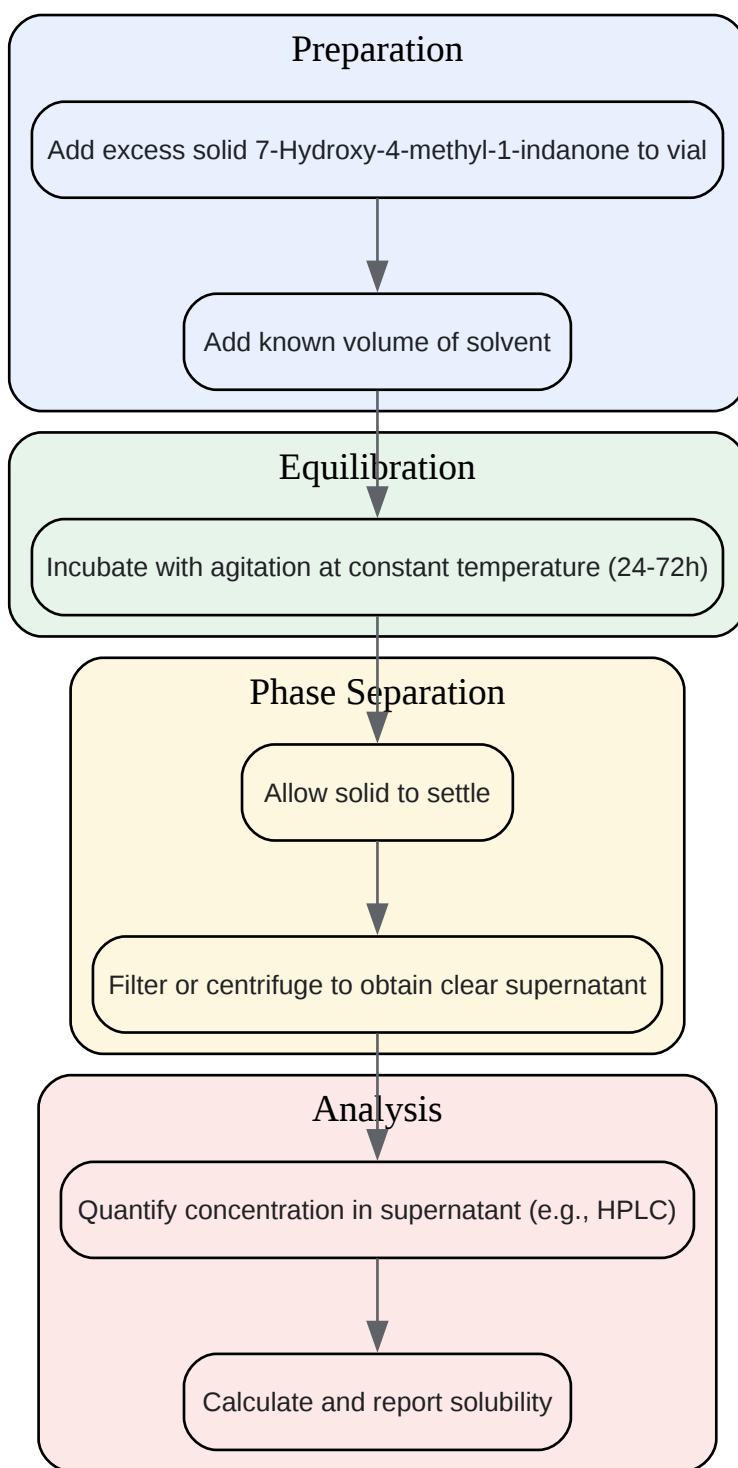 Preparation
Add excess solid 7-Hydroxy-4-methyl-1-indanone to vial
Add known volume of solvent
Equilibration
Incubate with agitation at constant temperature (24-72h)
Phase Separation
Allow solid to settle
Filter or centrifuge to obtain clear supernatant
Analysis
Quantify concentration in supernatant (e.g., HPLC)
Calculate and report solubility